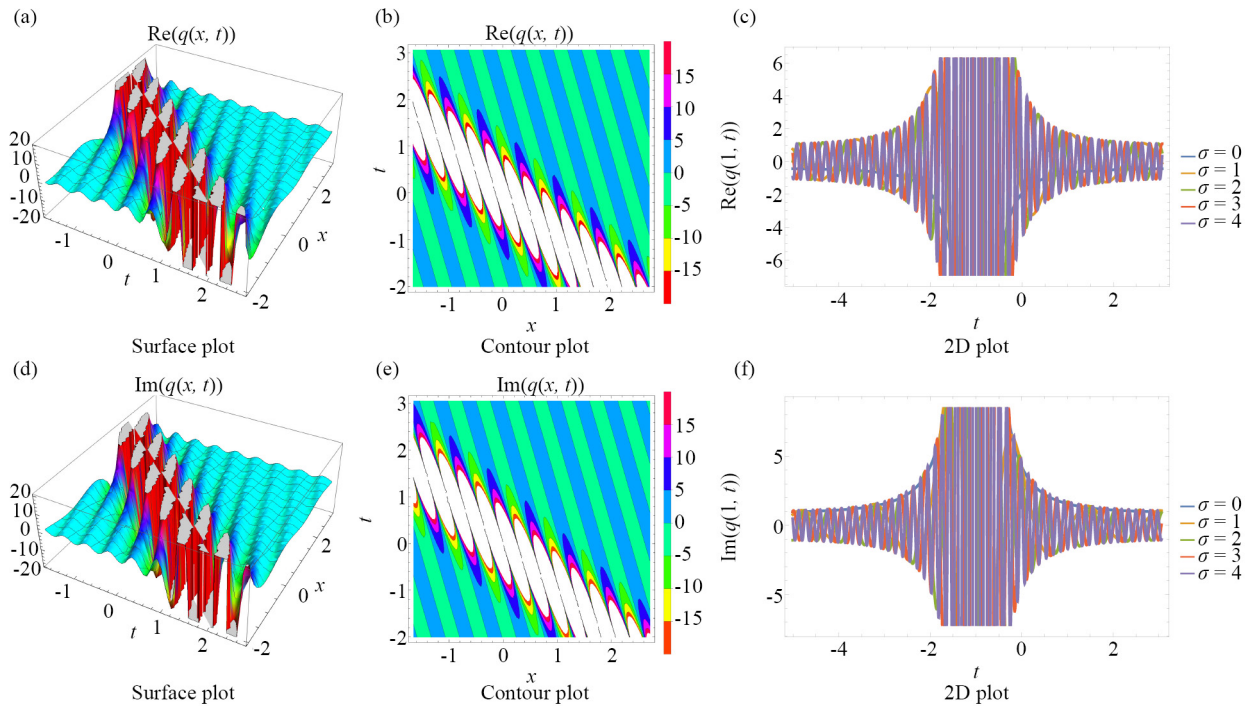 (a)
Re(q(x, t))
20
10
0
-10
-20
-1
0
t
1
2
-2
0
x
2
Surface plot
(b)
Re(q(x, t))
3
2
1
t
0
-1
-2
-1
0
1
2
x
15
10
5
0
-5
-10
-15
Contour plot
(c)
Re(q(1, t))
6
4
2
0
-2
-4
-6
-4
-2
0
2
t
σ = 0
σ = 1
σ = 2
σ = 3
σ = 4
2D plot
(d)
Im(q(x, t))
20
10
0
-10
-20
-1
0
t
1
2
-2
0
x
2
Surface plot
(e)
Im(q(x, t))
3
2
1
t
0
-1
-2
-1
0
1
2
x
15
10
5
0
-5
-10
-15
Contour plot
(f)
Im(q(1, t))
5
0
-5
-4
-2
0
2
t
σ = 0
σ = 1
σ = 2
σ = 3
σ = 4
2D plot